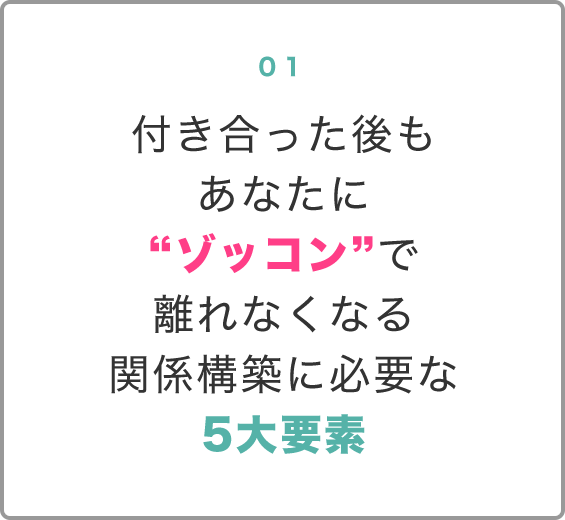 01
付き合った後も
あなたに
“ゾッコン”で
離れなくなる
関係構築に必要な
5大要素